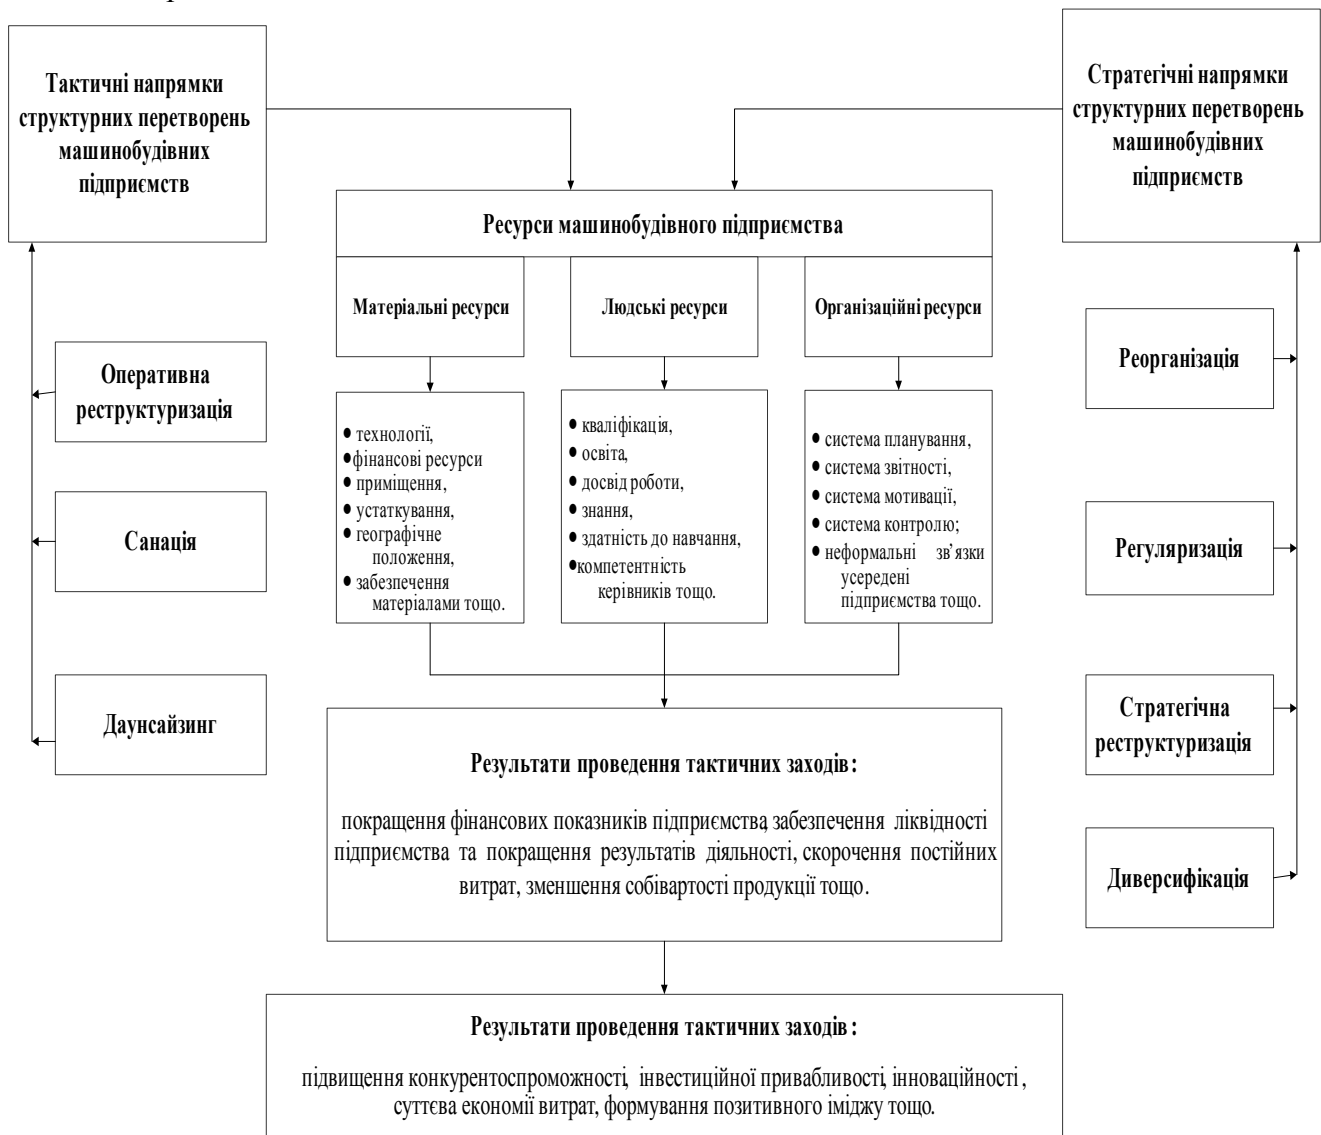 Тактичні напрямки
структурних перетворень
машинобудівних
підприємств
Стратегічні напрямки
структурних перетворень
машинобудівних
підприємств
Ресурси машинобудівного підприємства
Матеріальні ресурси
Людські ресурси
Організаційні ресурси
Оперативна
реструктуризація
Санація
Даунсайзинг
• технології,
•фінансові ресурси
• приміщення,
• устаткування,
• географічне
положення,
• забезпечення
матеріалами тощо.
• кваліфікація,
• освіта,
• досвід роботи,
• знання,
• здатність до навчання,
•компетентність
керівників тощо.
• система планування,
• система звітності,
• система мотивації,
• система контролю;
• неформальні зв’язки
усередені
підприємства тощо.
Реорганізація
Регуляризація
Стратегічна
реструктуризація
Диверсифікація
Результати проведення тактичних заходів:
покращення фінансових показників підприємства, забезпечення ліквідності
підприємства та покращення результатів діяльності, скорочення постійних
витрат, зменшення собівартості продукції тощо.
Результати проведення тактичних заходів:
підвищення конкурентоспроможності, інвестиційної привабливості, інноваційності,
суттєва економії витрат, формування позитивного іміджу тощо.